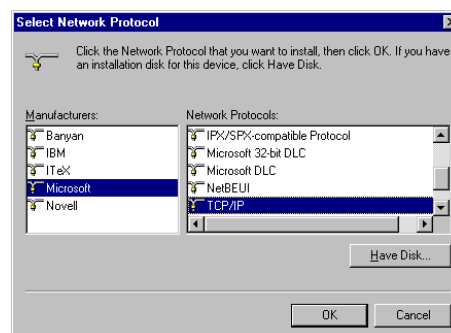 Select Network Protocol
Click the Network Protocol that you want to install, then click OK. If you have
an installation disk for this device, click Have Disk.
Manufacturers:
Banyan
IBM
ITeX
Microsoft
Novell
Network Protocols:
IPX/SPX-compatible Protocol
Microsoft 32-bit DLC
Microsoft DLC
NetBEUI
TCP/IP
Have Disk...
OK
Cancel